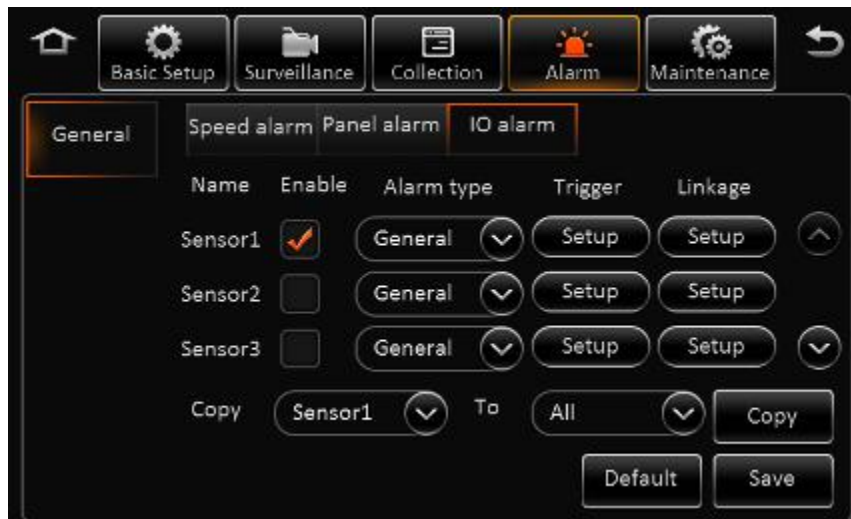 Basic Setup Surveillance Collection Alarm Maintenance
General Speed alarm Panel alarm IO alarm
Name Enable Alarm type Trigger Linkage
Sensor1 General Setup Setup
Sensor2 General Setup Setup
Sensor3 General Setup Setup
Copy Sensor1 To All Copy
Default Save